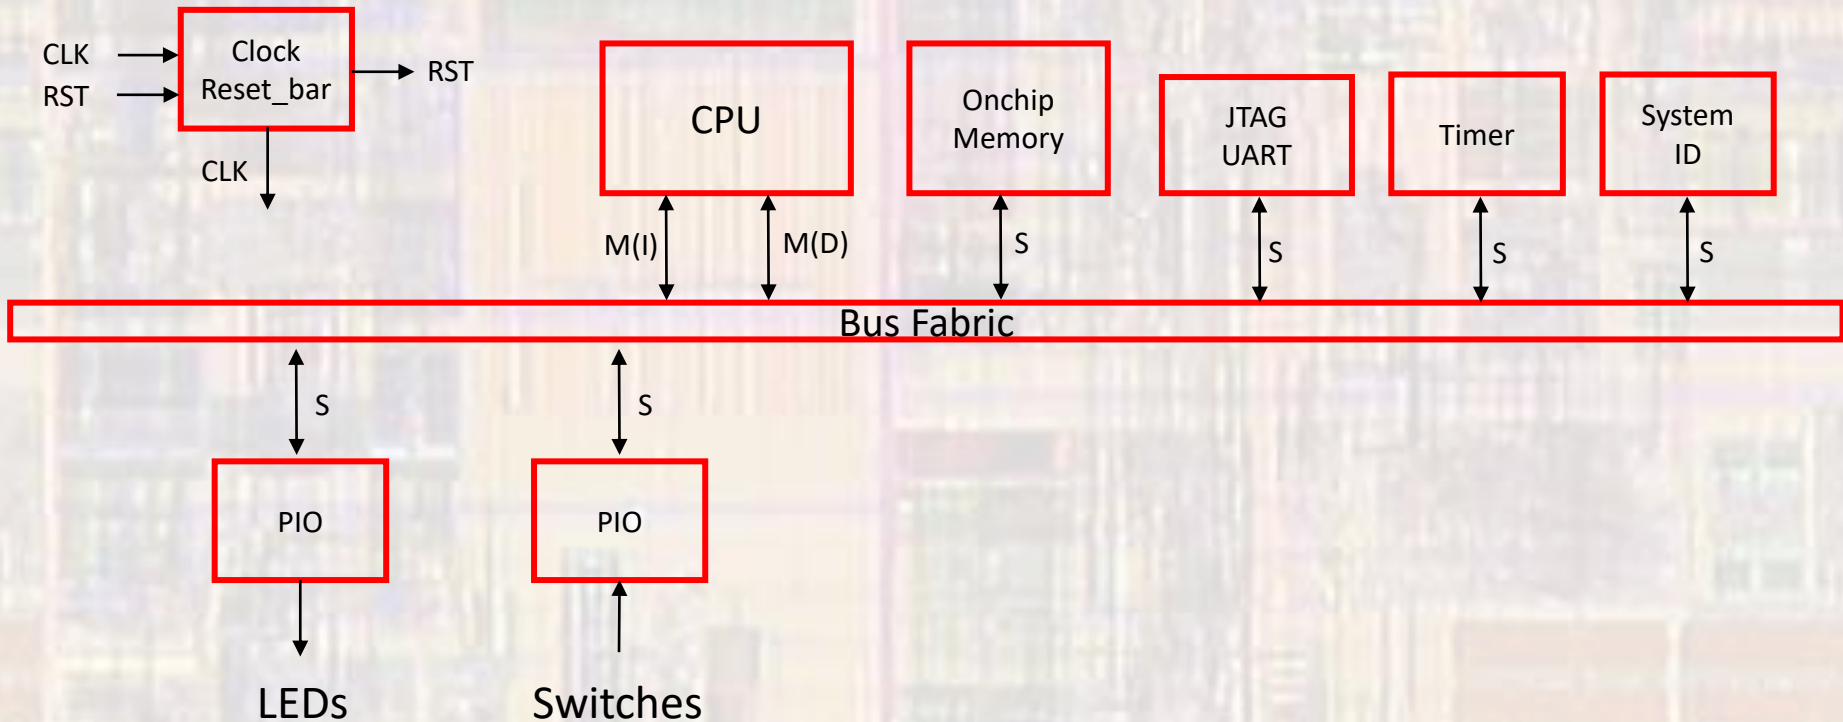 CLK
RST
Clock
Reset_bar
RST
CLK
CPU
Onchip
Memory
JTAG
UART
Timer
System
ID
M(I)
M(D)
S
S
S
S
Bus Fabric
S
S
PIO
PIO
LEDs
Switches